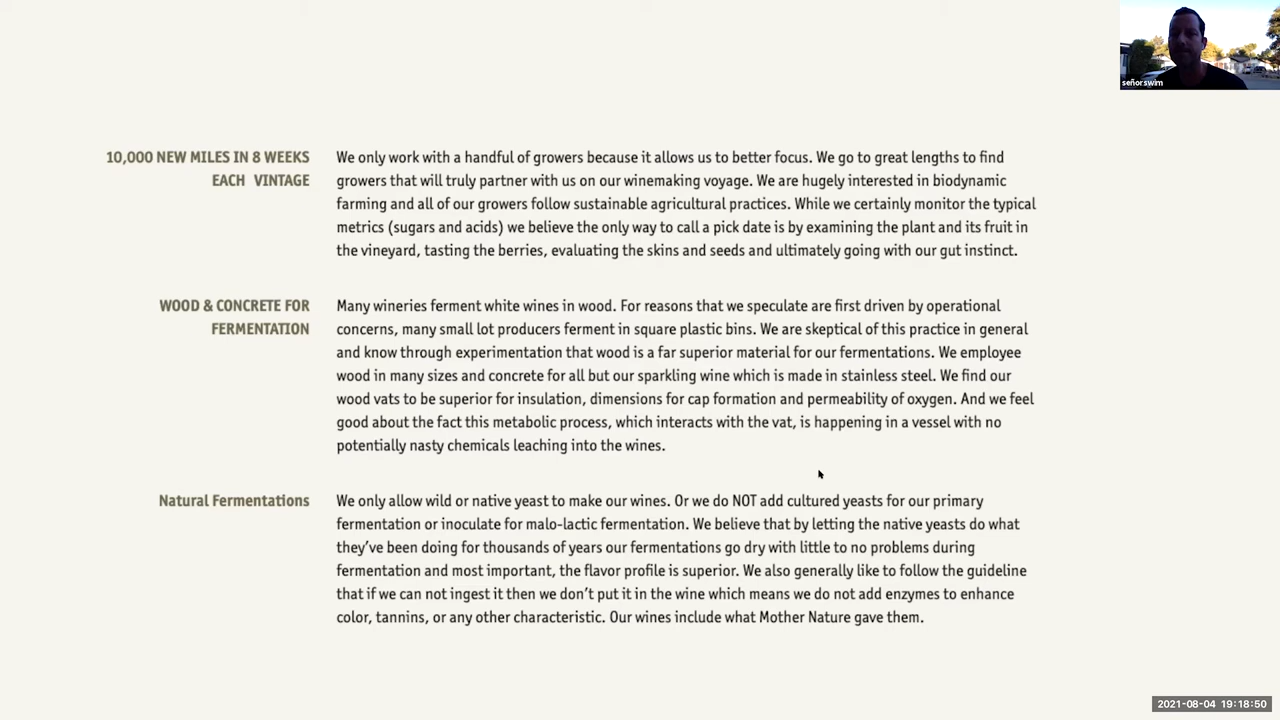 señorswim
10,000 NEW MILES IN 8 WEEKS
EACH VINTAGE
We only work with a handful of growers because it allows us to better focus. We go to great lengths to find
growers that will truly partner with us on our winemaking voyage. We are hugely interested in biodynamic
farming and all of our growers follow sustainable agricultural practices. While we certainly monitor the typical
metrics (sugars and acids) we believe the only way to call a pick date is by examining the plant and its fruit in
the vineyard, tasting the berries, evaluating the skins and seeds and ultimately going with our gut instinct.
WOOD & CONCRETE FOR
FERMENTATION
Many wineries ferment white wines in wood. For reasons that we speculate are first driven by operational
concerns, many small lot producers ferment in square plastic bins. We are skeptical of this practice in general
and know through experimentation that wood is a far superior material for our fermentations. We employee
wood in many sizes and concrete for all but our sparkling wine which is made in stainless steel. We find our
wood vats to be superior for insulation, dimensions for cap formation and permeability of oxygen. And we feel
good about the fact this metabolic process, which interacts with the vat, is happening in a vessel with no
potentially nasty chemicals leaching into the wines.
Natural Fermentations
We only allow wild or native yeast to make our wines. Or we do NOT add cultured yeasts for our primary
fermentation or inoculate for malo-lactic fermentation. We believe that by letting the native yeasts do what
they've been doing for thousands of years our fermentations go dry with little to no problems during
fermentation and most important, the flavor profile is superior. We also generally like to follow the guideline
that if we can not ingest it then we don't put it in the wine which means we do not add enzymes to enhance
color, tannins, or any other characteristic. Our wines include what Mother Nature gave them.
2021-08-04 19:18:50